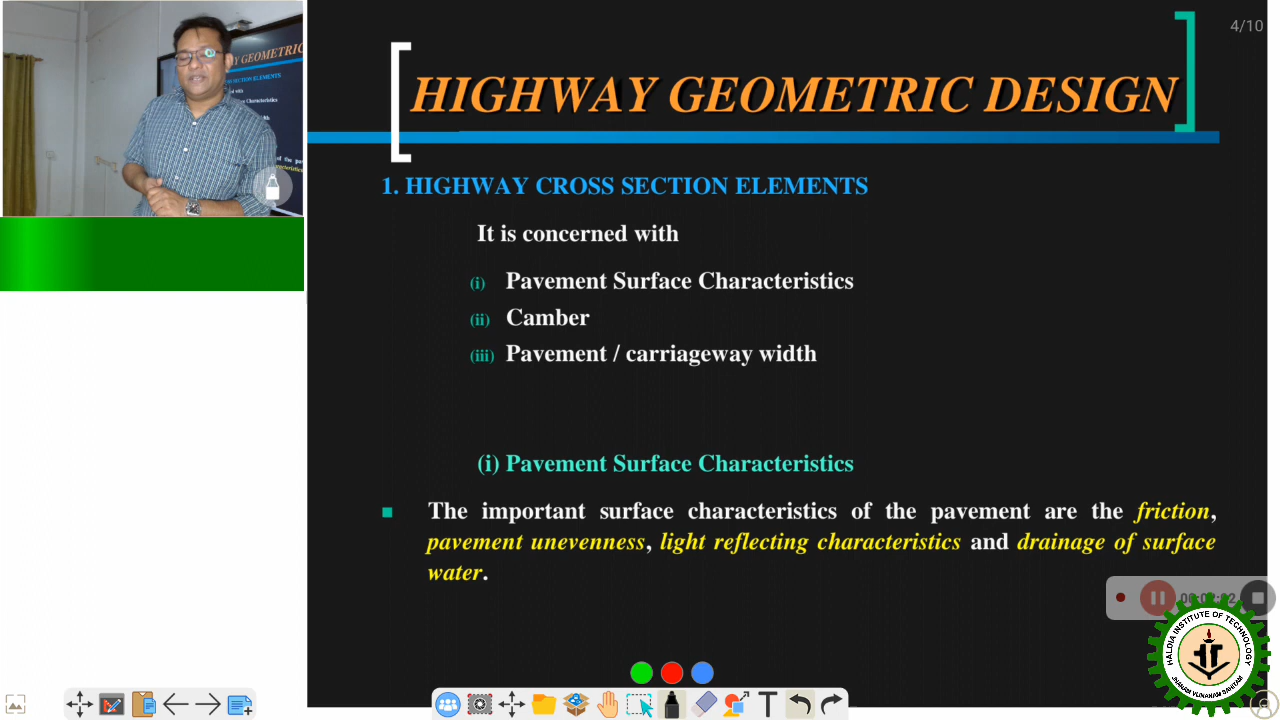 4/10
HIGHWAY GEOMETRIC DESIGN
1. HIGHWAY CROSS SECTION ELEMENTS
It is concerned with
(i) Pavement Surface Characteristics
(ii) Camber
(iii) Pavement / carriageway width
(i) Pavement Surface Characteristics
The important surface characteristics of the pavement are the friction,
pavement unevenness, light reflecting characteristics and drainage of surface
water.
HALDIA INSTITUTE OF TECHNOLOGY